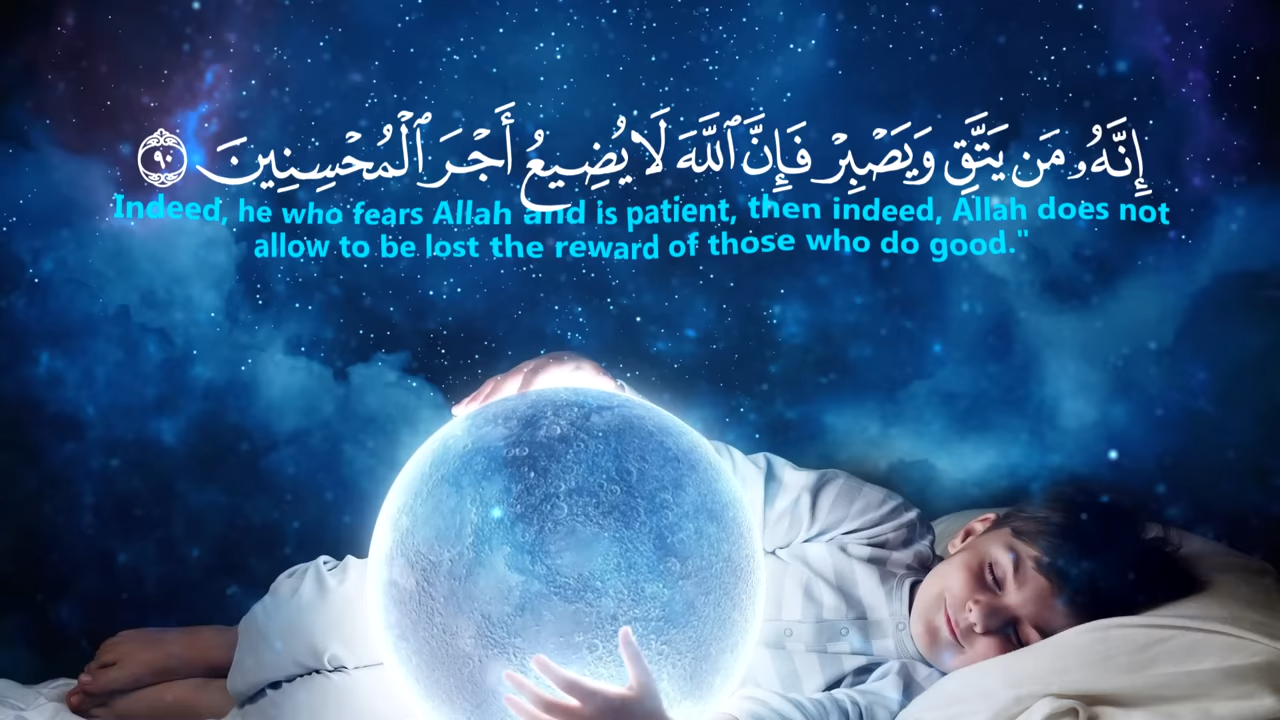 إِنَّهُۥ مَن يَتَّقِ وَيَصْبِرْ فَإِنَّ ٱللَّهَ لَا يُضِيعُ أَجْرَ ٱلْمُحْسِنِينَ ٩٠
Indeed, he who fears Allah and is patient, then indeed, Allah does not
allow to be lost the reward of those who do good."